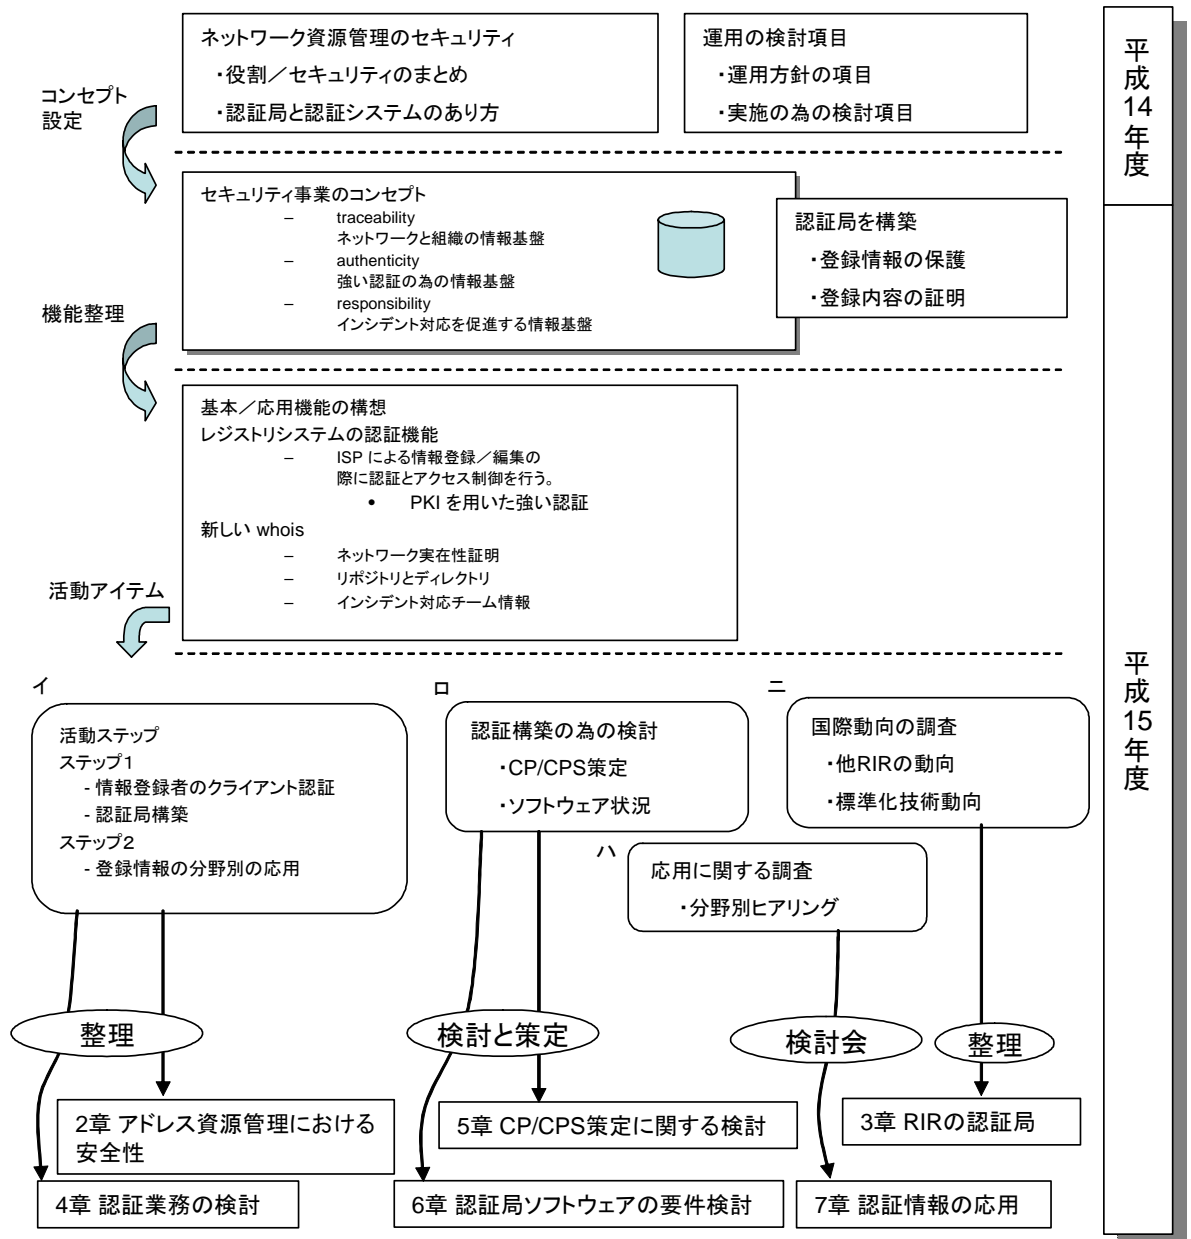 ネットワーク資源管理のセキュリティ
・役割／セキュリティのまとめ
・認証局と認証システムのあり方
運用の検討項目
・運用方針の項目
・実施の為の検討項目
平成14年度
コンセプト
設定
セキュリティ事業のコンセプト
– traceability
ネットワークと組織の情報基盤
– authenticity
強い認証の為の情報基盤
– responsibility
インシデント対応を促進する情報基盤
認証局を構築
・登録情報の保護
・登録内容の証明
機能整理
基本／応用機能の構想
レジストリシステムの認証機能
– ISP による情報登録／編集の
際に認証とアクセス制御を行う。
• PKI を用いた強い認証
新しい whois
– ネットワーク実在性証明
– リポジトリとディレクトリ
– インシデント対応チーム情報
活動アイテム
平成15年度
イ
活動ステップ
ステップ1
- 情報登録者のクライアント認証
- 認証局構築
ステップ2
- 登録情報の分野別の応用
ロ
認証構築の為の検討
・CP/CPS策定
・ソフトウェア状況
ニ
国際動向の調査
・他RIRの動向
・標準化技術動向
ハ
応用に関する調査
・分野別ヒアリング
整理
検討と策定
検討会
整理
2章 アドレス資源管理における
安全性
5章 CP/CPS策定に関する検討
3章 RIRの認証局
4章 認証業務の検討
6章 認証局ソフトウェアの要件検討
7章 認証情報の応用